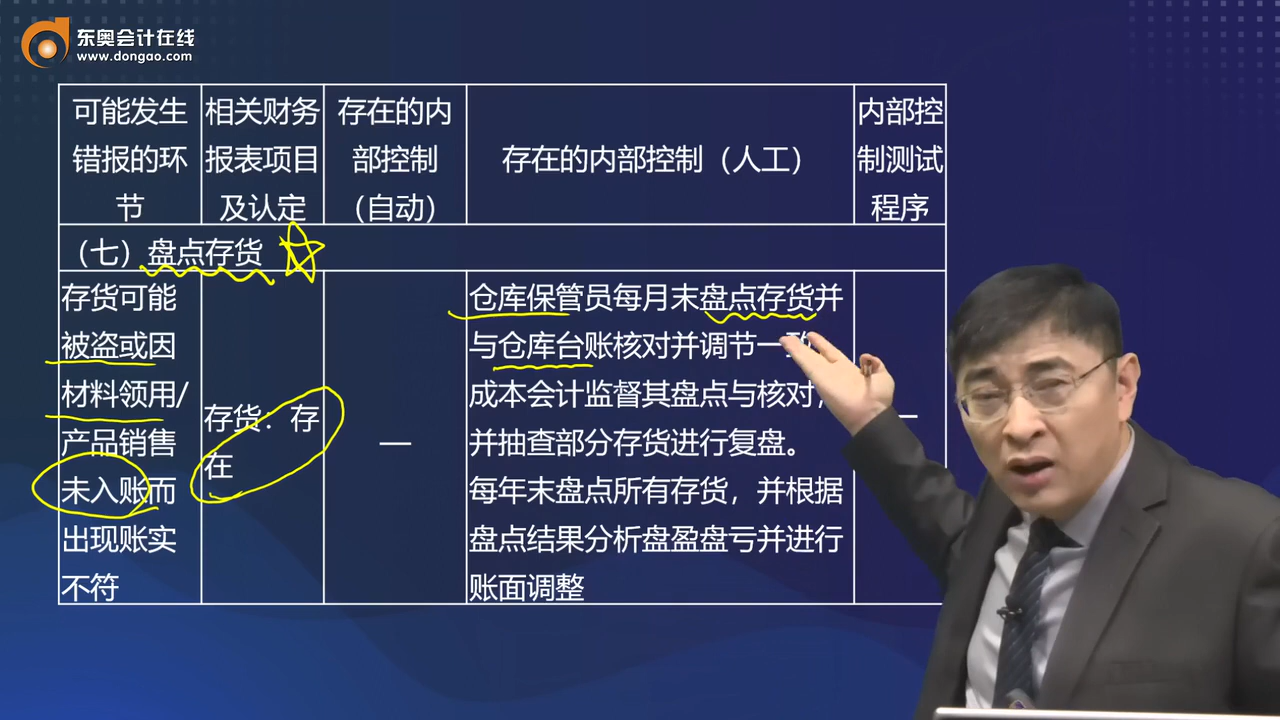 东奥会计在线
www.dongao.com
可能发生
错报的环
节
相关财务
报表项目
及认定
存在的内
部控制
（自动）
存在的内部控制（人工）
内部控
制测试
程序
（七）盘点存货
存货可能
被盗或因
材料领用/
产品销售
未入账而
出现账实
不符
存货：存
在
—
仓库保管员每月末盘点存货并
与仓库台账核对并调节一致
成本会计监督其盘点与核对，
并抽查部分存货进行复盘。
每年末盘点所有存货，并根据
盘点结果分析盘盈盘亏并进行
账面调整
—